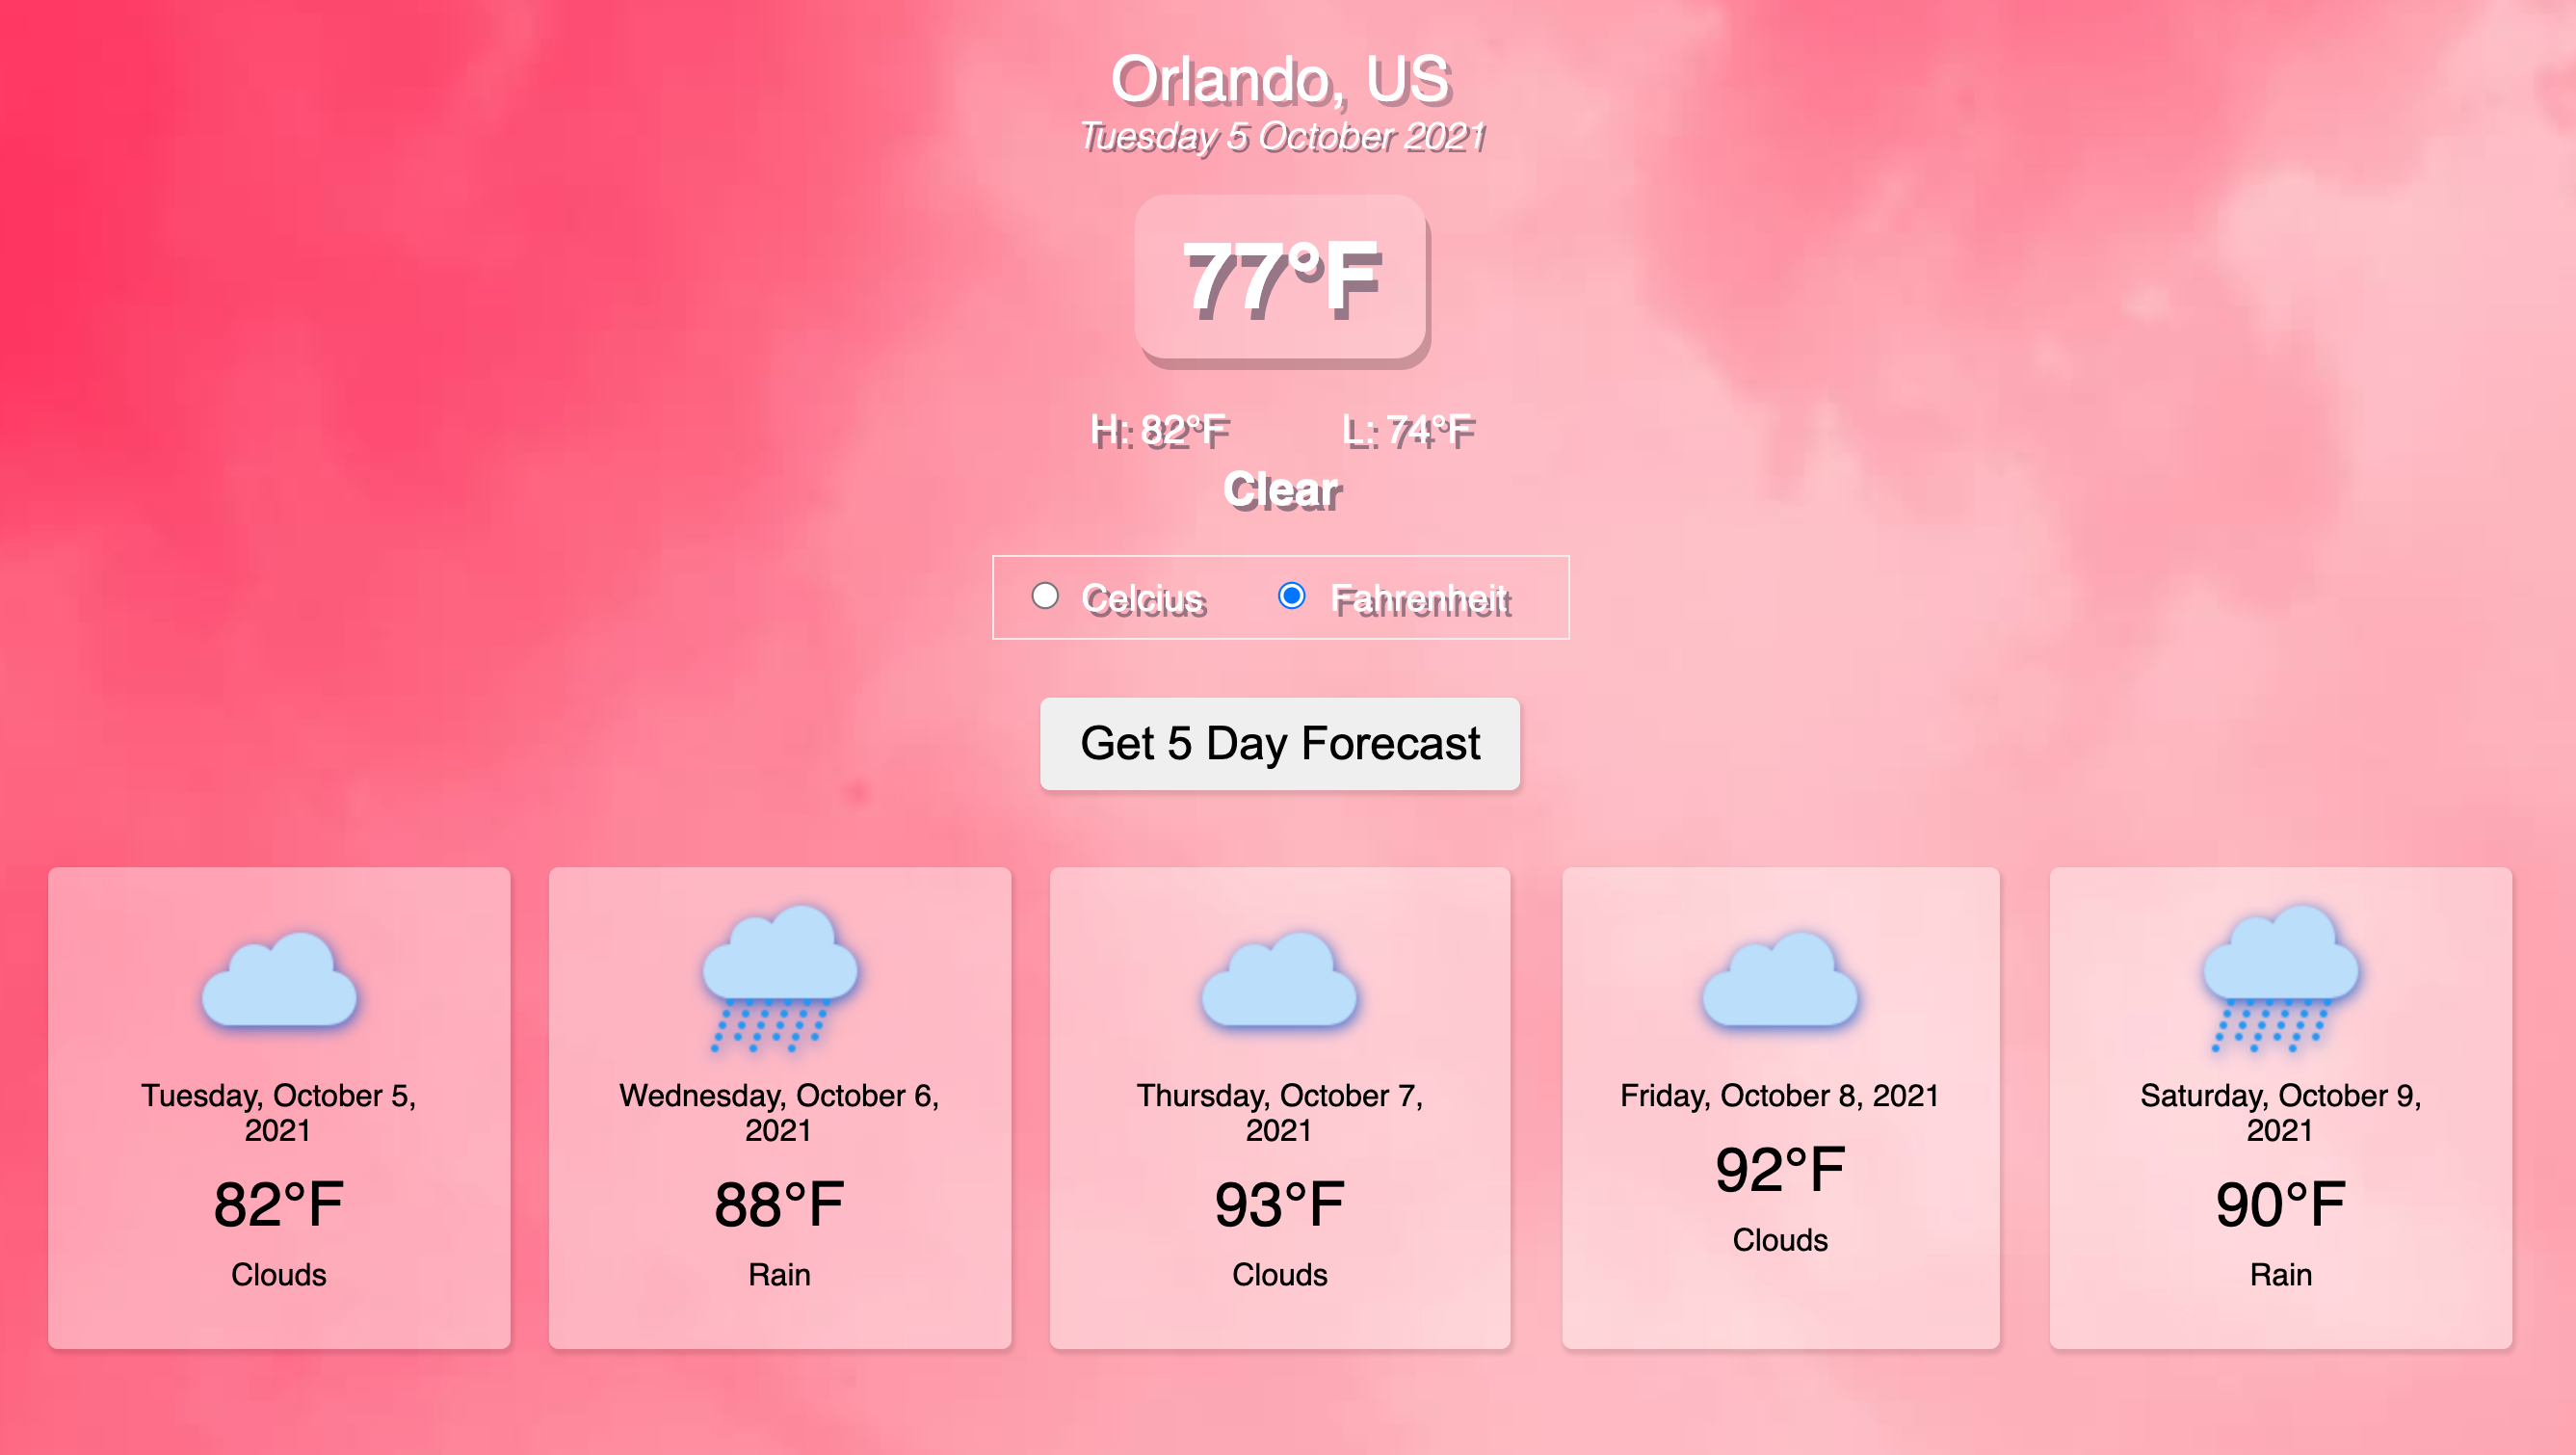 Orlando, US
Tuesday 5 October 2021
77°F
H: 82°F L: 74°F
Clear
Celcius Fahrenheit
Get 5 Day Forecast
Tuesday, October 5,
2021
82°F
Clouds
Wednesday, October 6,
2021
88°F
Rain
Thursday, October 7,
2021
93°F
Clouds
Friday, October 8, 2021
92°F
Clouds
Saturday, October 9,
2021
90°F
Rain